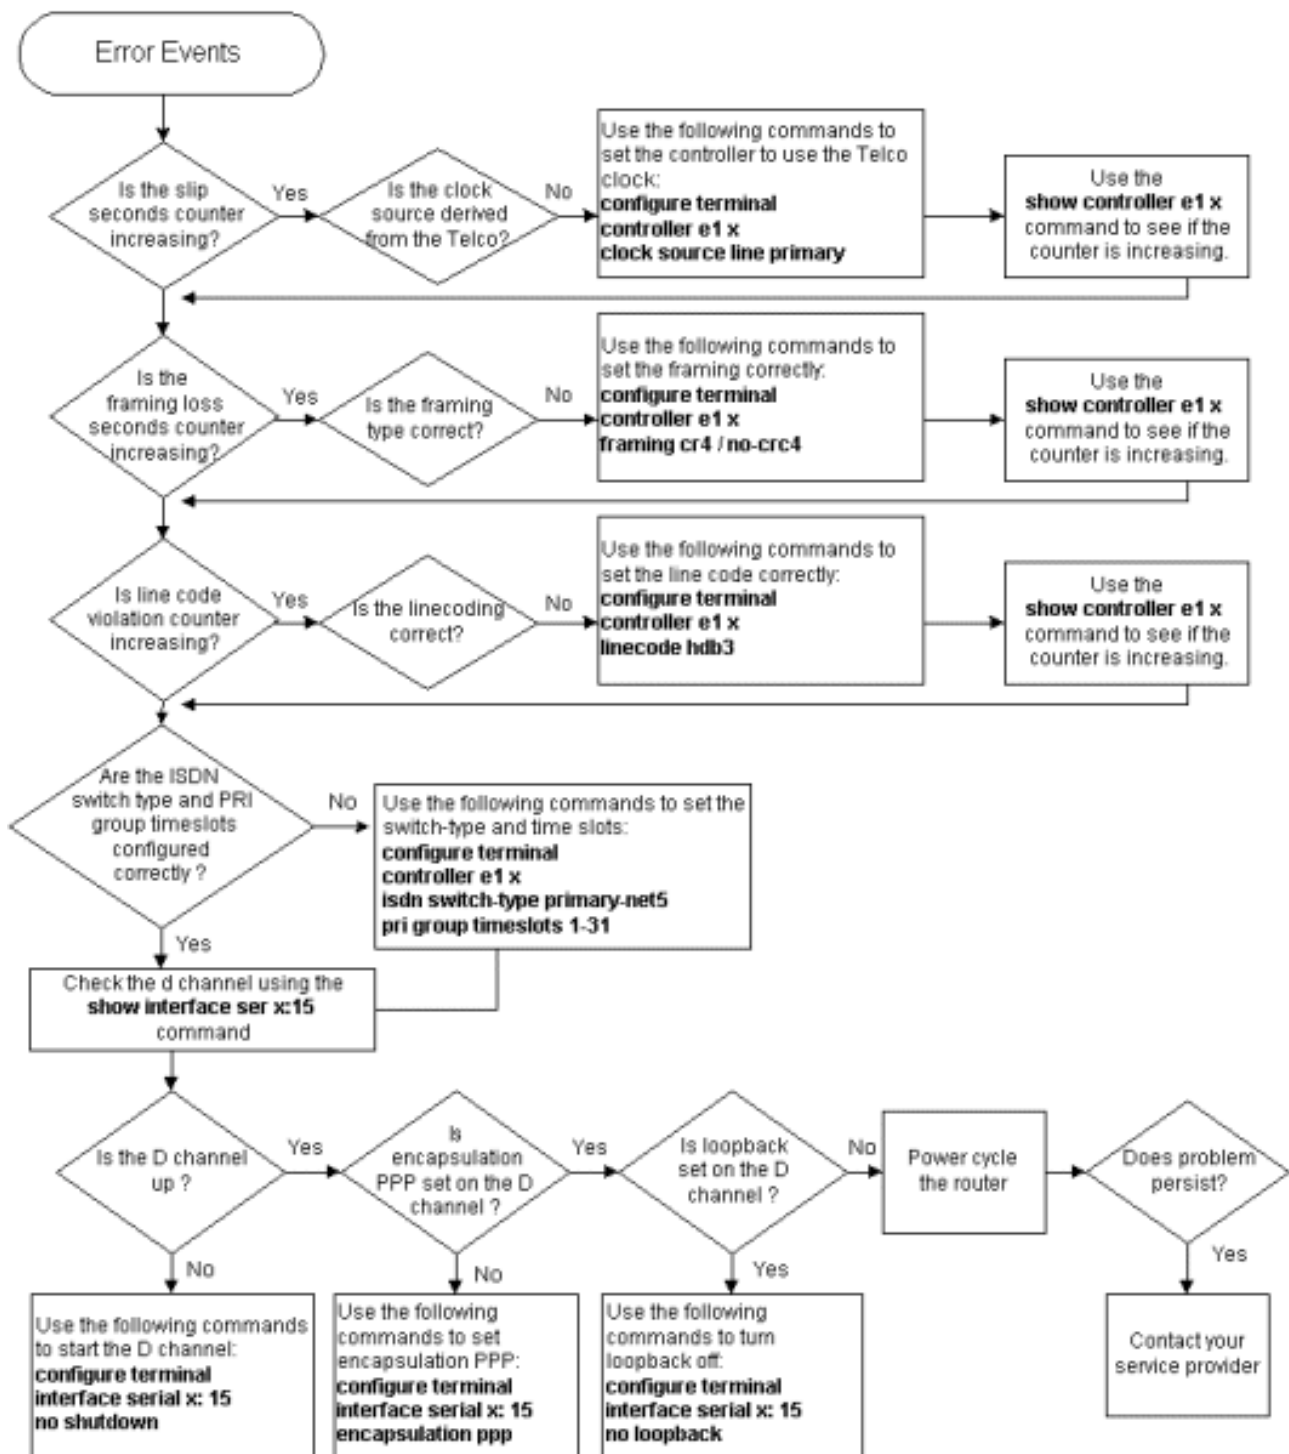 Error Events
Is the slip
seconds counter
increasing?
Yes
Is the clock
source derived
from the Telco?
No
Use the following commands to
set the controller to use the Telco
clock:
configure terminal
controller e1 x
clock source line primary
Use the
show controller e1 x
command to see if the
counter is increasing.
Is the
framing loss
seconds counter
increasing?
Yes
Is the framing
type correct?
No
Use the following commands to
set the framing correctly:
configure terminal
controller e1 x
framing cr4 / no-crc4
Use the
show controller e1 x
command to see if the
counter is increasing.
Is line code
violation counter
increasing?
Yes
Is the linecoding
correct?
No
Use the following commands to
set the line code correctly:
configure terminal
controller e1 x
linecode hdb3
Use the
show controller e1 x
command to see if the
counter is increasing.
Are the ISDN
switch type and PRI
group timeslots
configured
correctly ?
No
Use the following commands to set the
switch-type and time slots:
configure terminal
controller e1 x
isdn switch-type primary-net5
pri group timeslots 1-31
Yes
Check the d channel using the
show interface ser x:15
command
Is the D channel
up ?
Yes
Is
encapsulation
PPP set on the D
channel ?
Yes
Is loopback
set on the D
channel ?
No
Power cycle
the router
Does problem
persist?
No
Use the following commands
to start the D channel:
configure terminal
interface serial x: 15
no shutdown
No
Use the following
commands to set
encapsulation PPP:
configure terminal
interface serial x: 15
encapsulation ppp
Yes
Use the following
commands to turn
loopback off:
configure terminal
interface serial x: 15
no loopback
Yes
Contact your
service provider